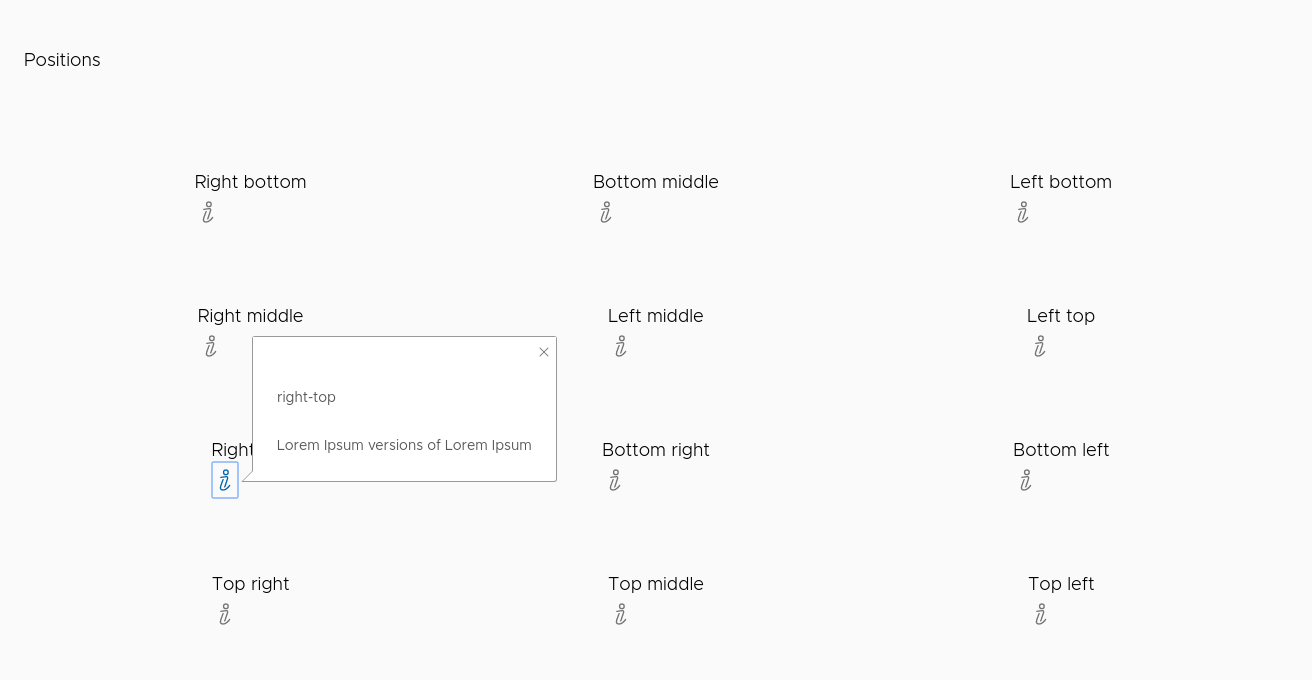 Positions
Right bottom
Bottom middle
Left bottom
Right middle
Left middle
Left top
right-top
Lorem Ipsum versions of Lorem Ipsum
Right
Bottom right
Bottom left
Top right
Top middle
Top left